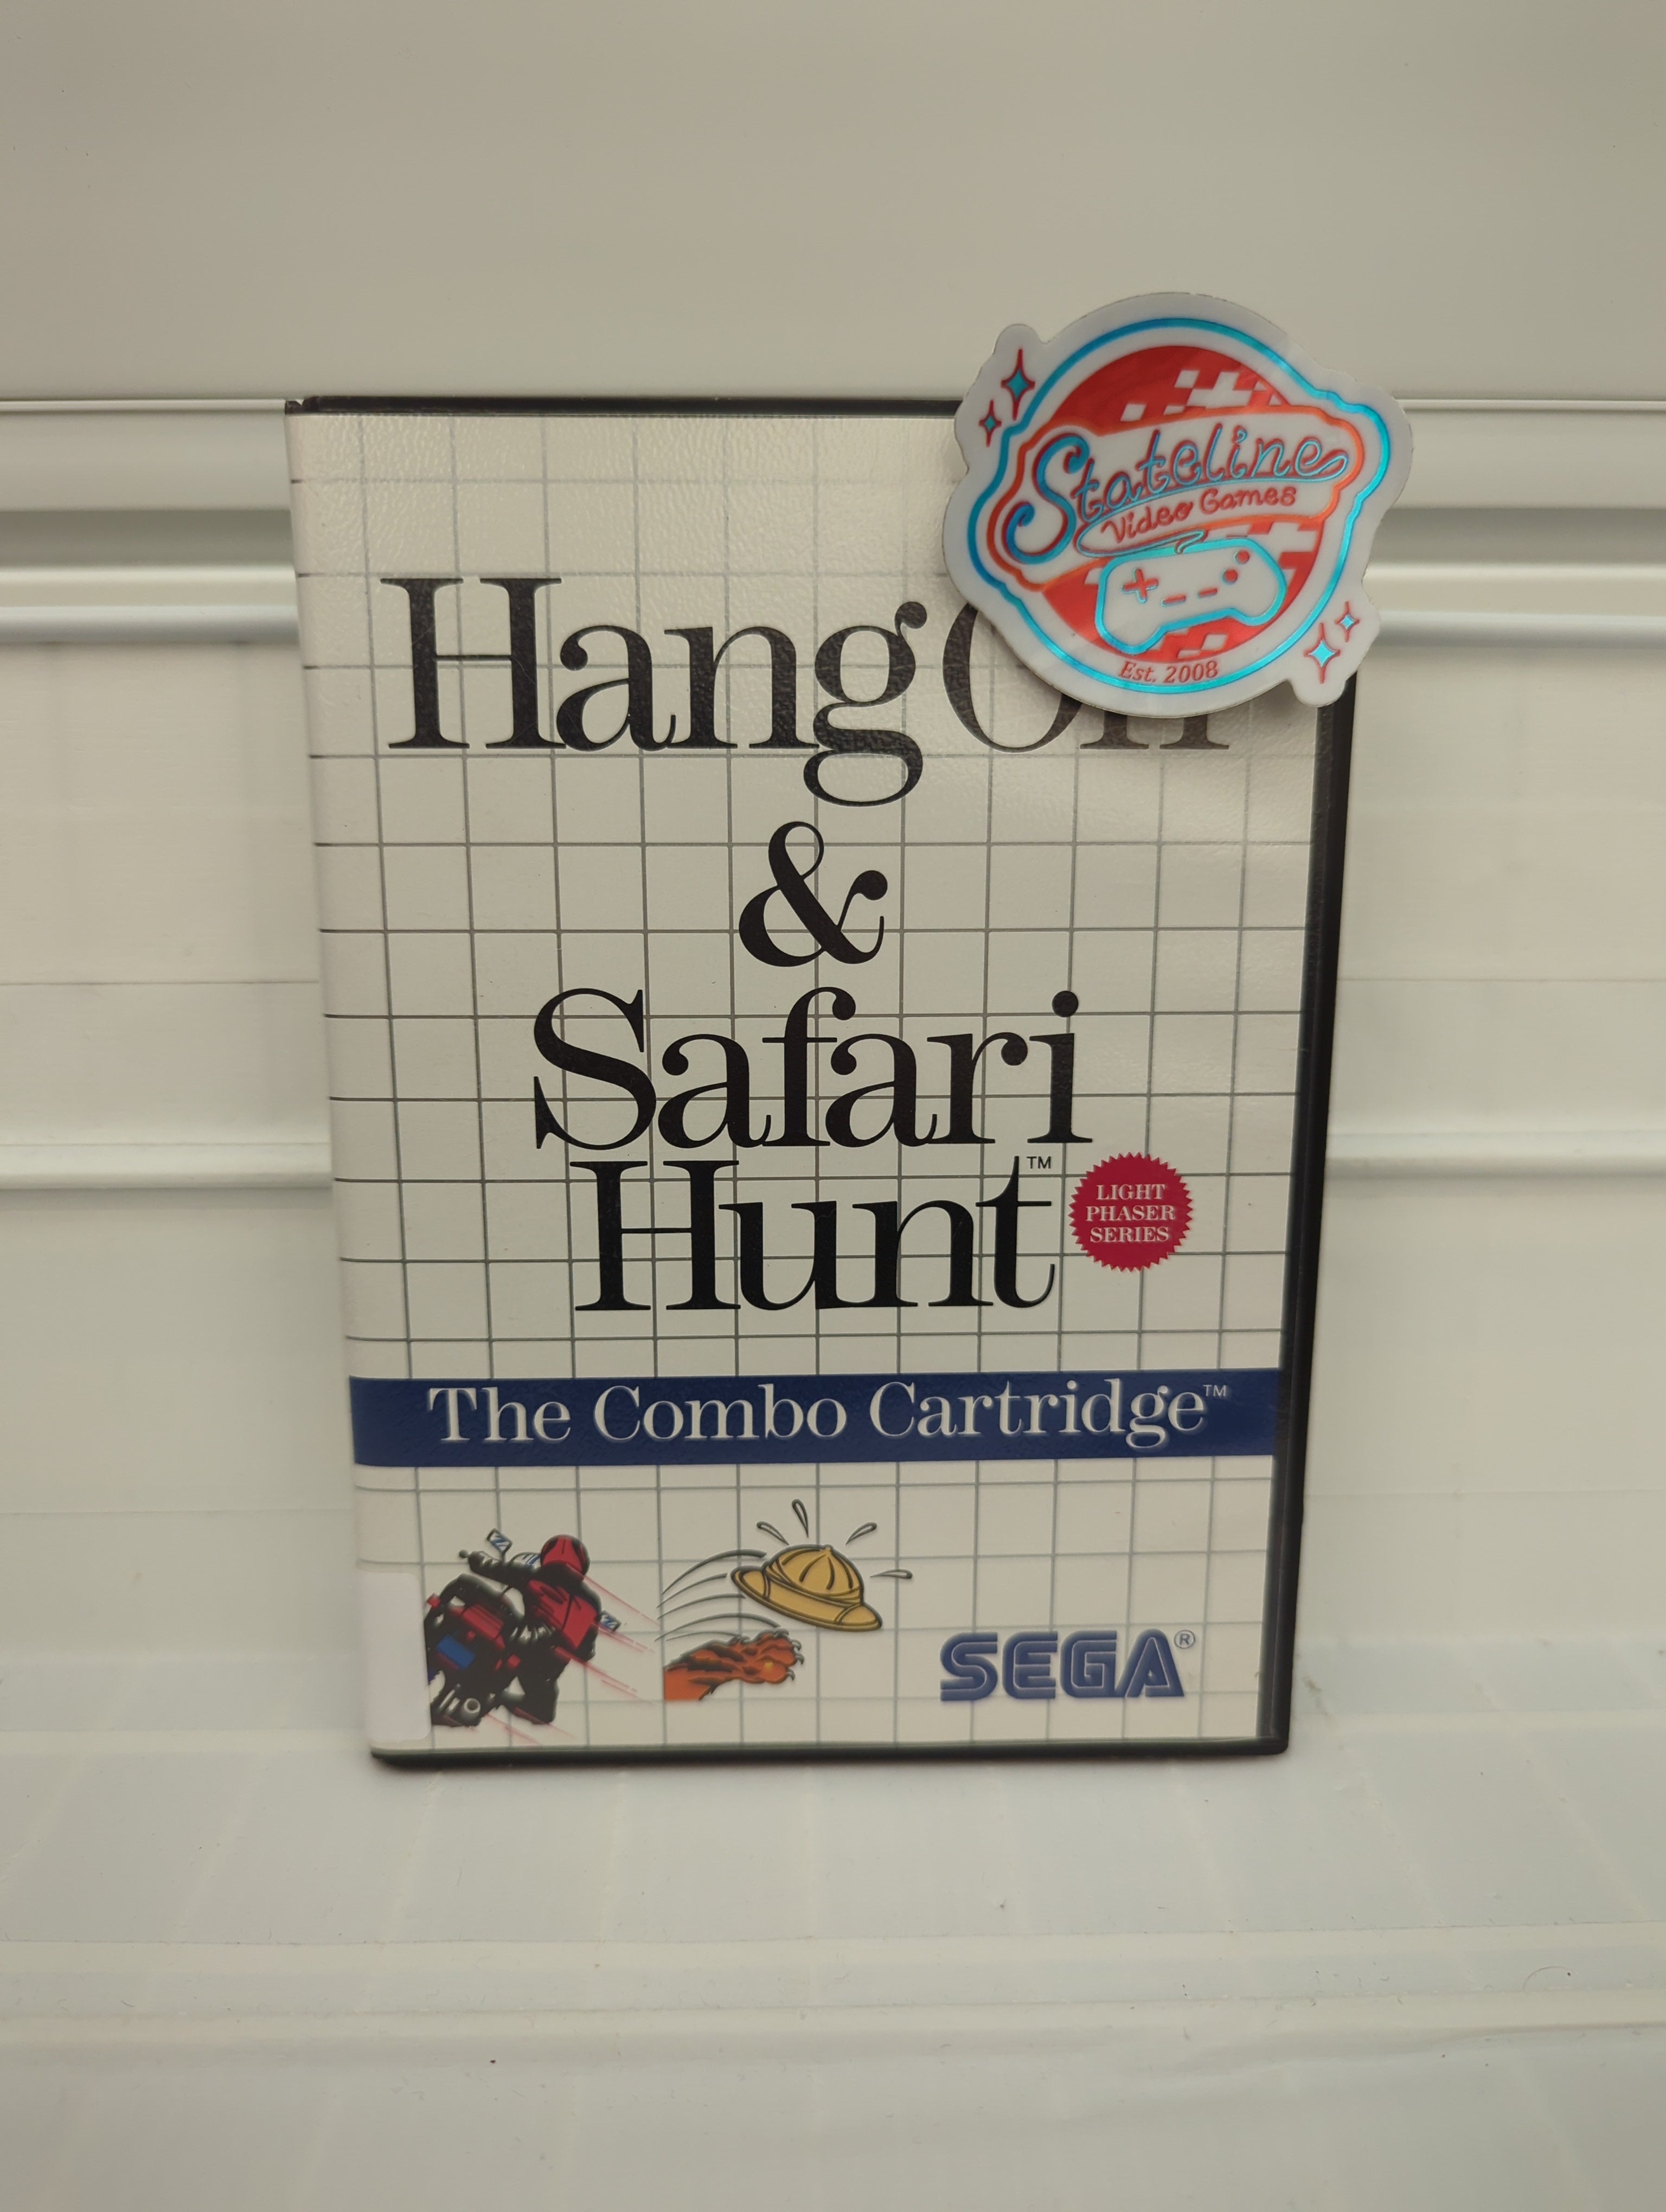 Stateline
Video Games
Est. 2008
Hang On
&
Safari
Hunt™
LIGHT
PHASER
SERIES
The Combo Cartridge™
SEGA®